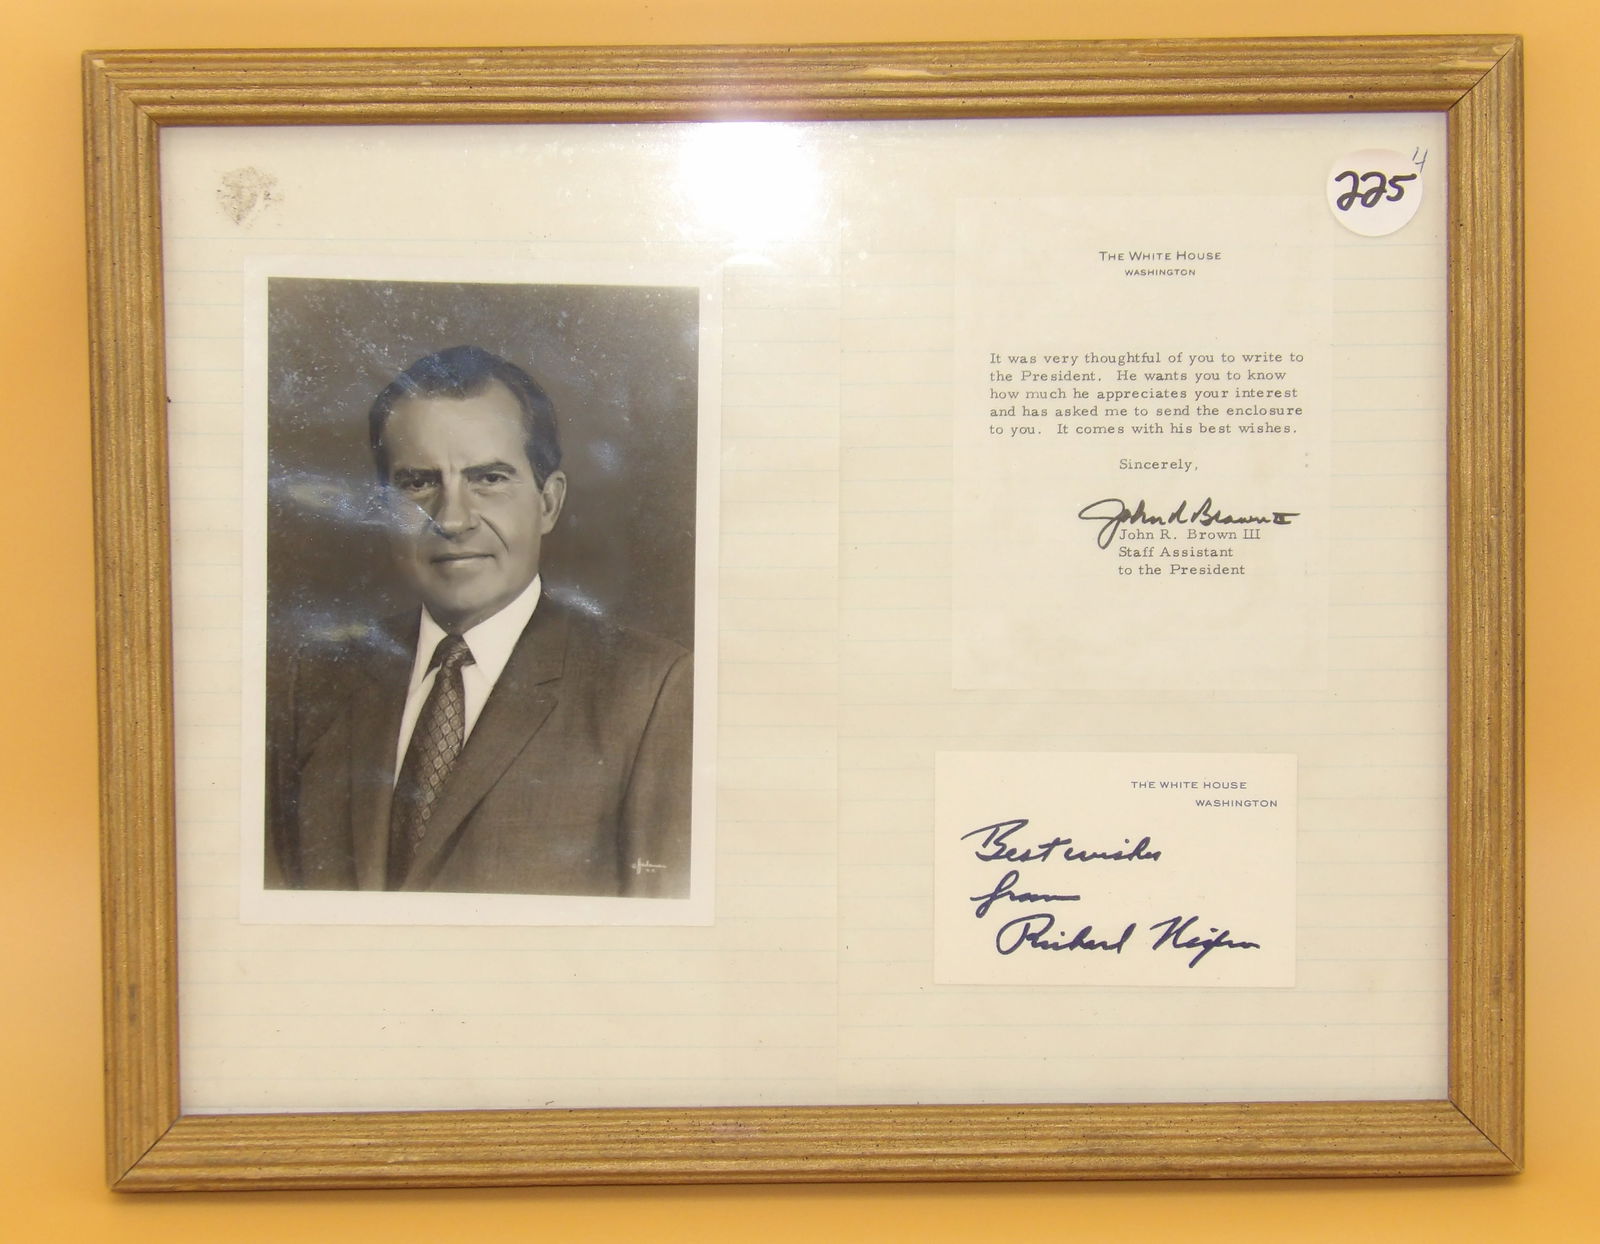 225
THE WHITE HOUSE
WASHINGTON
It was very thoughtful of you to write to
the President. He wants you to know
how much he appreciates your interest
and has asked me to send the enclosure
to you. It comes with his best wishes.
Sincerely,
John R Brown III
John R. Brown III
Staff Assistant
to the President
THE WHITE HOUSE
WASHINGTON
Best wishes
from
Richard Nixon